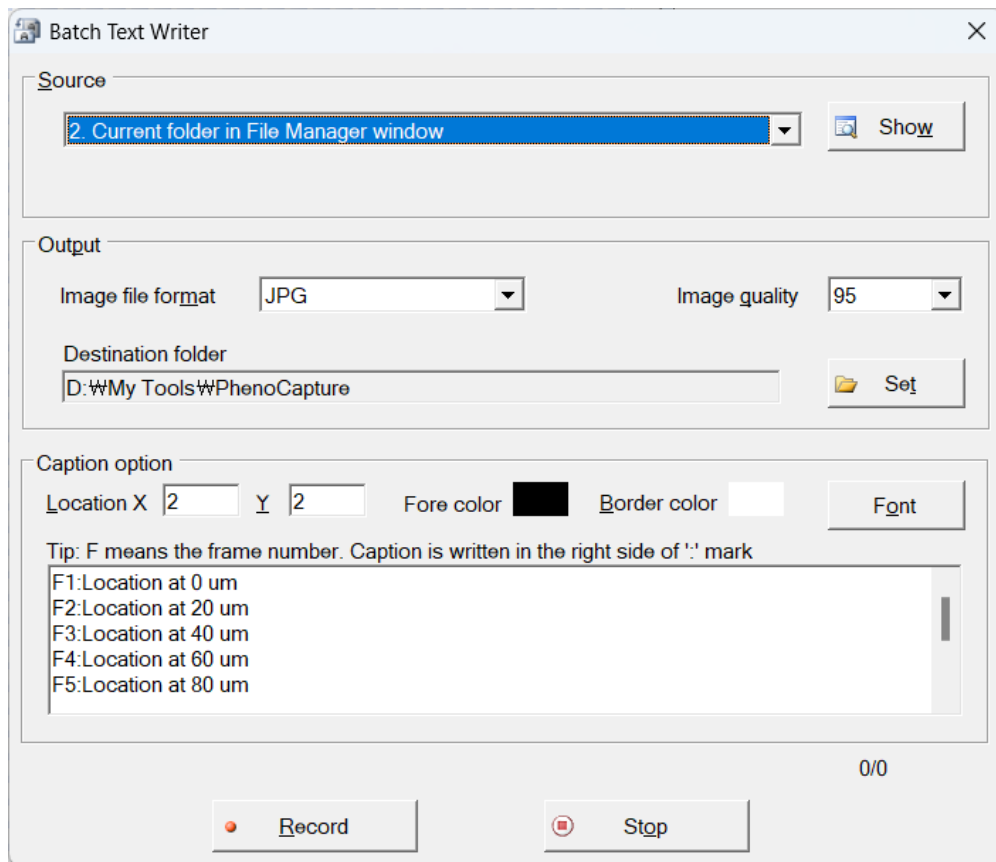 Batch Text Writer
Source
2. Current folder in File Manager window
Show
Output
Image file format JPG Image quality 95
Destination folder
D:₩My Tools₩PhenoCapture
Set
Caption option
Location X 2 Y 2 Fore color Border color Font
Tip: F means the frame number. Caption is written in the right side of ':' mark
F1:Location at 0 um
F2:Location at 20 um
F3:Location at 40 um
F4:Location at 60 um
F5:Location at 80 um
0/0
Record Stop